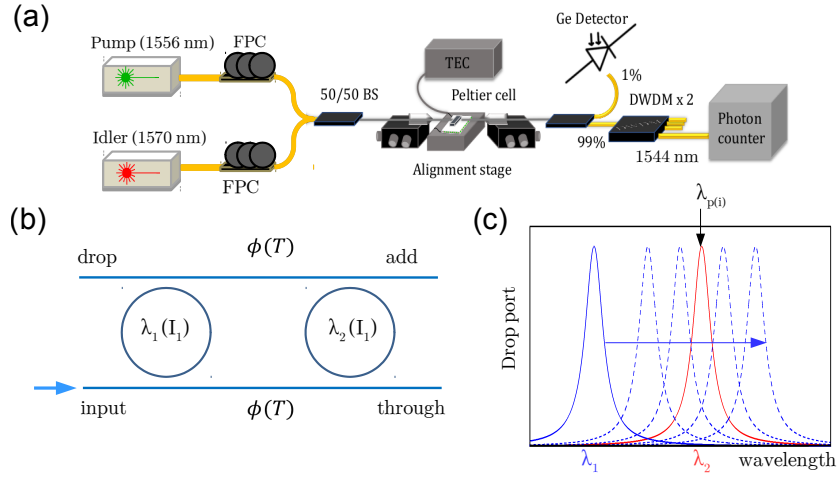 (a)
Pump (1556 nm)
FPC
Idler (1570 nm)
FPC
50/50 BS
TEC
Peltier cell
Alignment stage
Ge Detector
1%
DWDM x 2
99%
1544 nm
Photon
counter
(b)
drop
ϕ(T)
add
λ₁(I₁)
λ₂(I₁)
input
ϕ(T)
through
(c)
λp(i)
Drop port
λ₁
λ₂
wavelength